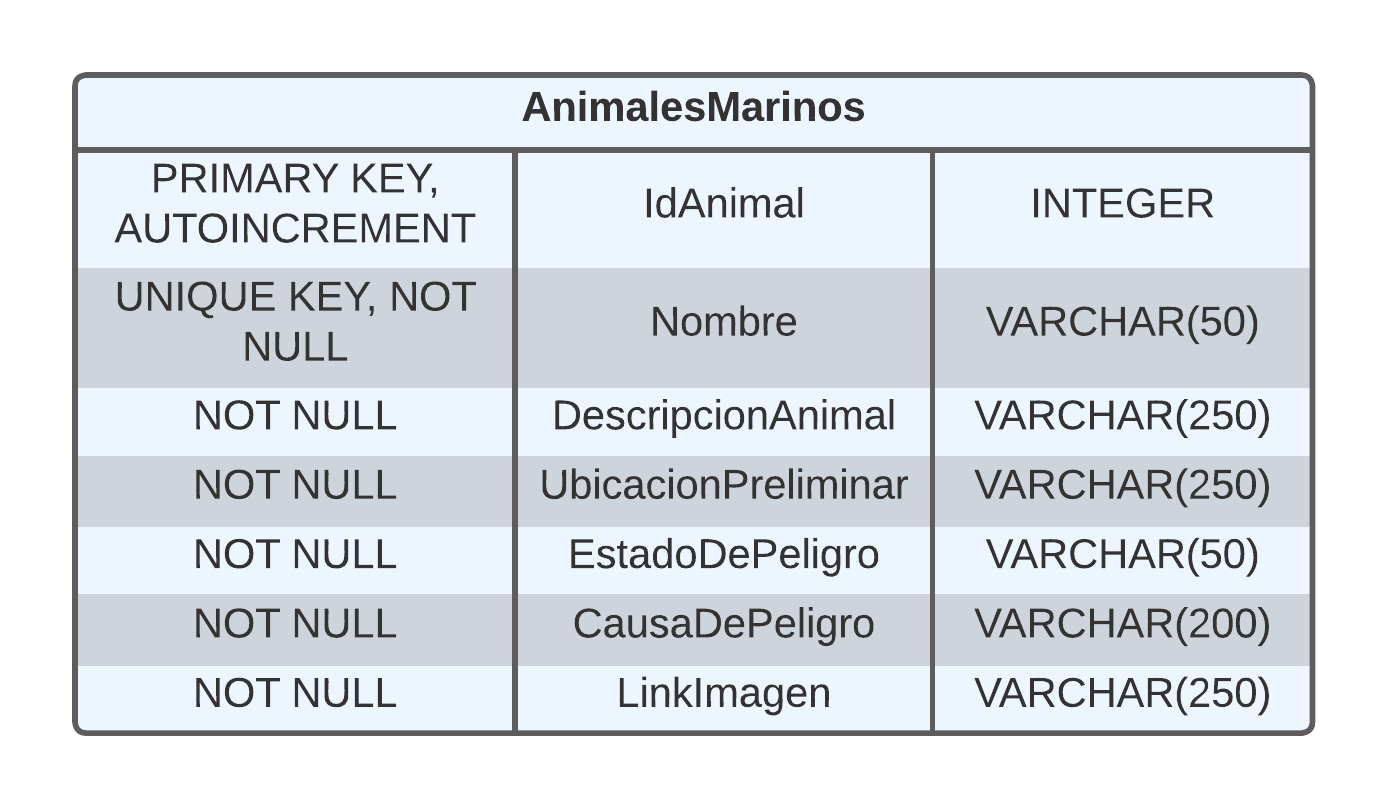 AnimalesMarinos
PRIMARY KEY,
AUTOINCREMENT
IdAnimal
INTEGER
UNIQUE KEY, NOT
NULL
Nombre
VARCHAR(50)
NOT NULL
DescripcionAnimal
VARCHAR(250)
NOT NULL
UbicacionPreliminar
VARCHAR(250)
NOT NULL
EstadoDePeligro
VARCHAR(50)
NOT NULL
CausaDePeligro
VARCHAR(200)
NOT NULL
LinkImagen
VARCHAR(250)